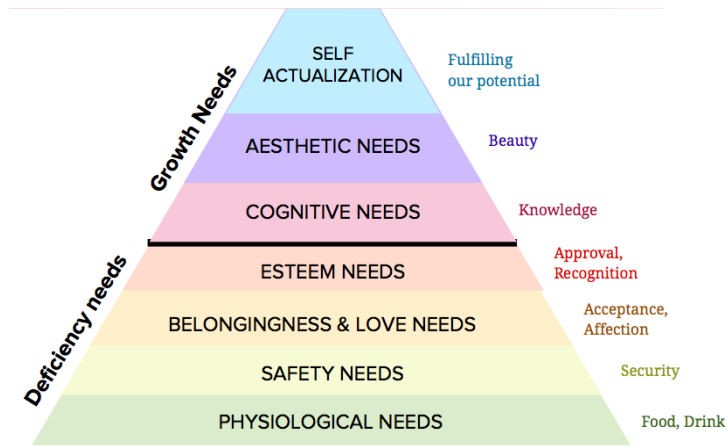 SELF
ACTUALIZATION
Fulfilling
our potential
Growth Needs
AESTHETIC NEEDS
Beauty
COGNITIVE NEEDS
Knowledge
ESTEEM NEEDS
Approval,
Recognition
Deficiency needs
BELONGINGNESS & LOVE NEEDS
Acceptance,
Affection
SAFETY NEEDS
Security
PHYSIOLOGICAL NEEDS
Food, Drink